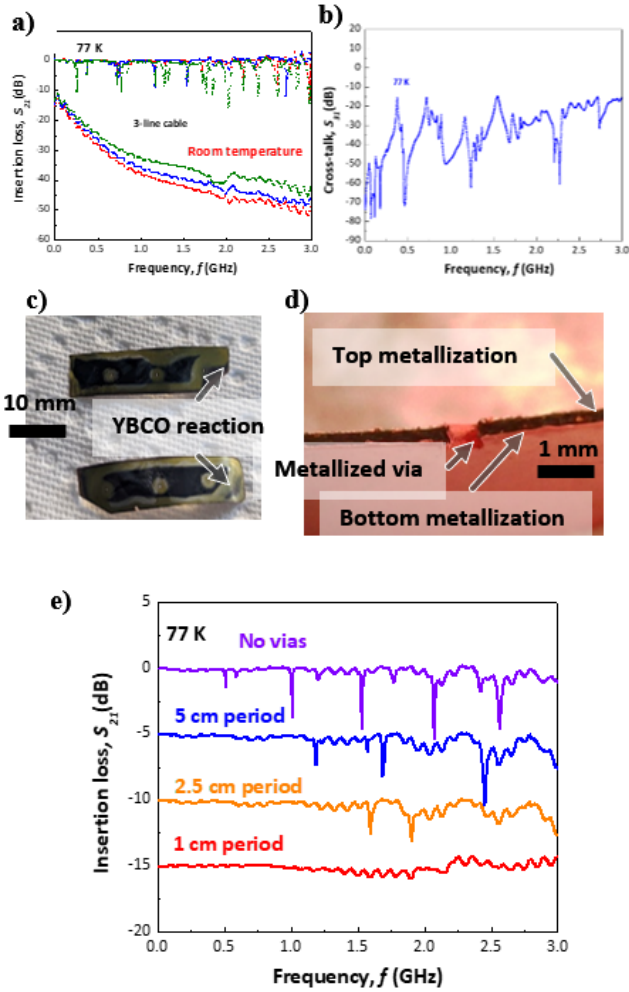 a)
77 K
3-line cable
Room temperature
Insertion loss, S21 (dB)
10
0
-10
-20
-30
-40
-50
-60
0.0 0.5 1.0 1.5 2.0 2.5 3.0
Frequency, f (GHz)
b)
77 K
Cross-talk, S31 (dB)
20
10
0
-10
-20
-30
-40
-50
-60
-70
-80
-90
0.0 0.5 1.0 1.5 2.0 2.5 3.0
Frequency, f (GHz)
c)
10 mm
YBCO reaction
d)
Top metallization
Metallized via
1 mm
Bottom metallization
e)
77 K
No vias
5 cm period
2.5 cm period
1 cm period
Insertion loss, S21(dB)
5
0
-5
-10
-15
-20
0.0 0.5 1.0 1.5 2.0 2.5 3.0
Frequency, f (GHz)